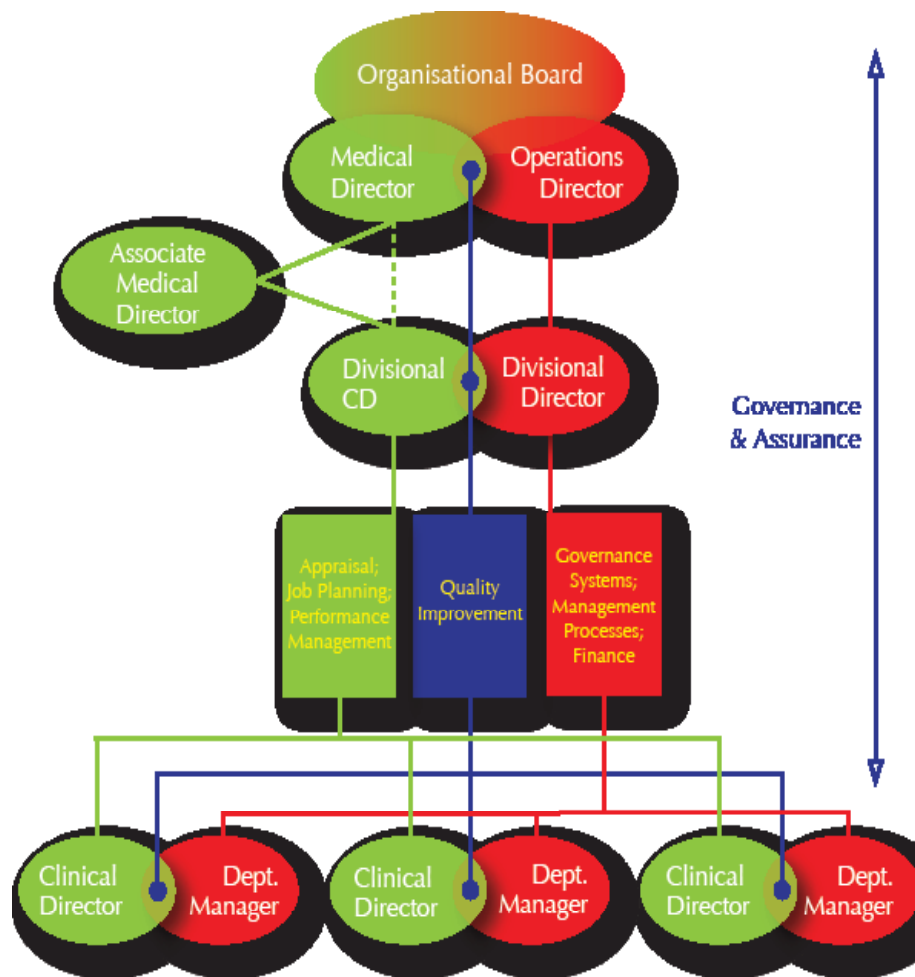 Organisational Board
Medical
Director
Operations
Director
Associate
Medical
Director
Divisional
CD
Divisional
Director
Governance
& Assurance
Appraisal;
Job Planning;
Performance
Management
Quality
Improvement
Governance
Systems;
Management
Processes;
Finance
Clinical
Director
Dept.
Manager
Clinical
Director
Dept.
Manager
Clinical
Director
Dept.
Manager